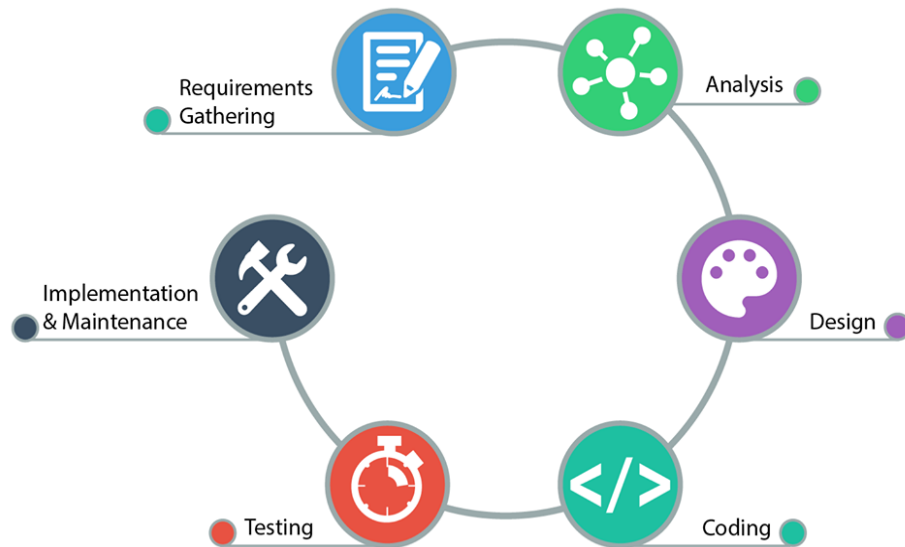 Requirements
Gathering
Analysis
Implementation
& Maintenance
Design
</>
Testing
Coding